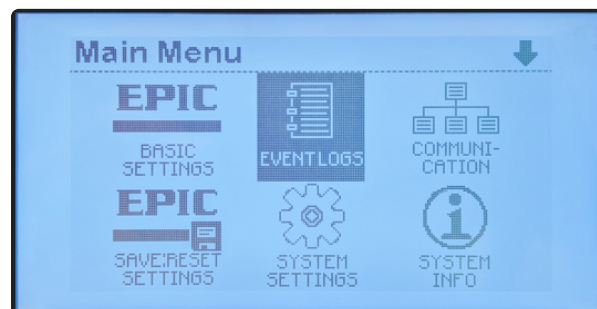 Main Menu
EPIC
BASIC
SETTINGS
EVENT LOGS
COMMUNI-
CATION
EPIC
SAVE/RESET
SETTINGS
SYSTEM
SETTINGS
SYSTEM
INFO